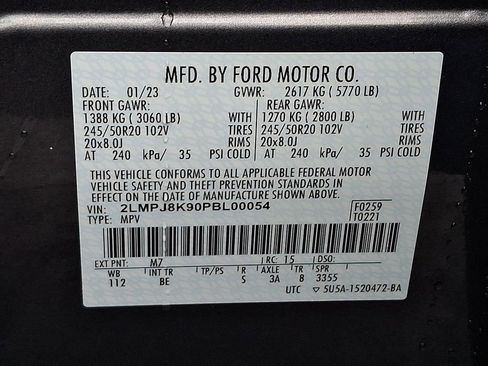 MFD. BY FORD MOTOR CO.
DATE: 01/23 GVWR: 2617 KG ( 5770 LB)
FRONT GAWR: REAR GAWR:
1388 KG ( 3060 LB) 1270 KG ( 2800 LB)
245/50R20 102V TIRES 245/50R20 102V TIRES
20x8.0J RIMS 20x8.0J RIMS
AT 240 kPa/ 35 PSI COLD AT 240 kPa/ 35 PSI COLD
THIS VEHICLE CONFORMS TO ALL APPLICABLE FEDERAL MOTOR
VEHICLE SAFETY AND THEFT PREVENTION STANDARDS IN
EFFECT ON THE DATE OF MANUFACTURE SHOWN ABOVE.
VIN: 2LMPJ8K90PBL00054 F0259
TYPE: MPV T0221
EXT PNT: M7 RC: 15 DSO:
WB INT TR TP/PS R AXLE TR SPR
112 BE 5 3A 8 3355
UTC ▽ 5U5A-1520472-BA